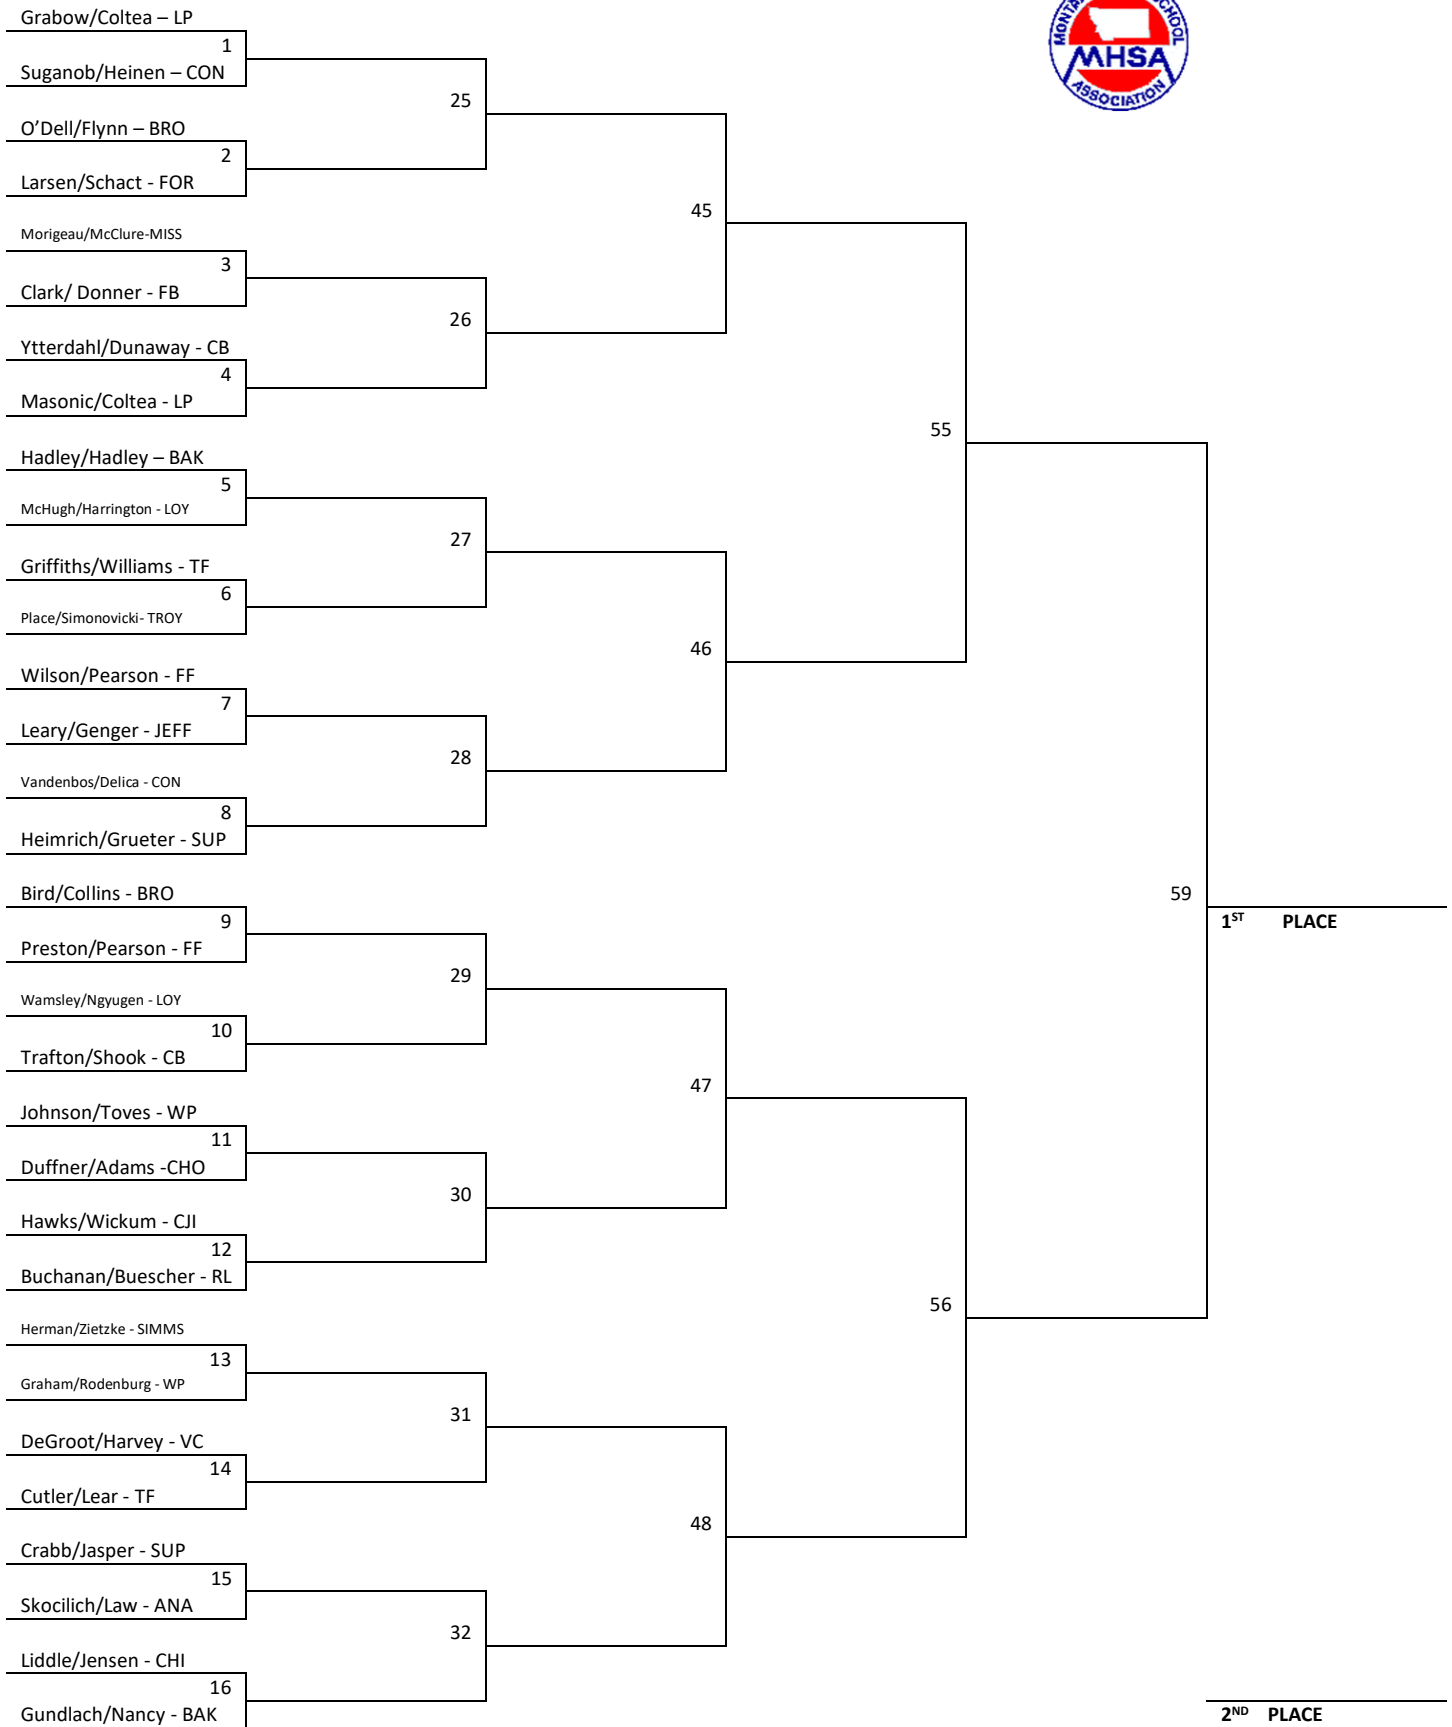 Grabow/Coltea – LP
1
Suganob/Heinen – CON
25
O'Dell/Flynn – BRO
2
Larsen/Schact - FOR
45
Morigeau/McClure-MISS
3
Clark/ Donner - FB
26
Ytterdahl/Dunaway - CB
4
Masonic/Coltea - LP
55
Hadley/Hadley – BAK
5
McHugh/Harrington - LOY
27
Griffiths/Williams - TF
6
Place/Simonovicki- TROY
46
Wilson/Pearson - FF
7
Leary/Genger - JEFF
28
Vandenbos/Delica - CON
8
Heimrich/Grueter - SUP
59
1ST PLACE
Bird/Collins - BRO
9
Preston/Pearson - FF
29
Wamsley/Ngyugen - LOY
10
Trafton/Shook - CB
47
Johnson/Toves - WP
11
Duffner/Adams -CHO
30
Hawks/Wickum - CJI
12
Buchanan/Buescher - RL
56
Herman/Zietzke - SIMMS
13
Graham/Rodenburg - WP
31
DeGroot/Harvey - VC
14
Cutler/Lear - TF
48
Crabb/Jasper - SUP
15
Skocilich/Law - ANA
32
Liddle/Jensen - CHI
16
Gundlach/Nancy - BAK
2ND PLACE
MHSA
ASSOCIATION